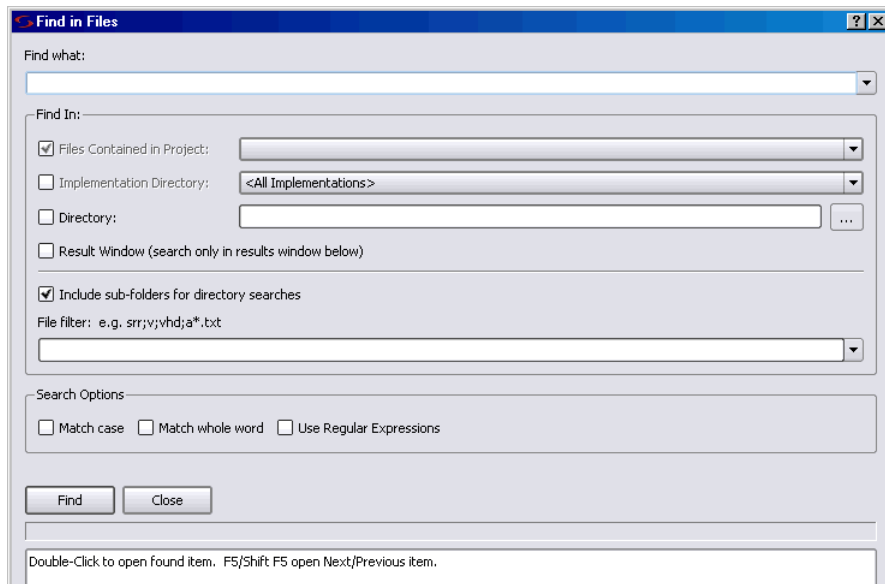 Find in Files
Find what:
Find In:
Files Contained in Project:
Implementation Directory: <All Implementations>
Directory: ...
Result Window (search only in results window below)
Include sub-folders for directory searches
File filter: e.g. srr;v;vhd;a*.txt
Search Options
Match case Match whole word Use Regular Expressions
Find Close
Double-Click to open found item. F5/Shift F5 open Next/Previous item.